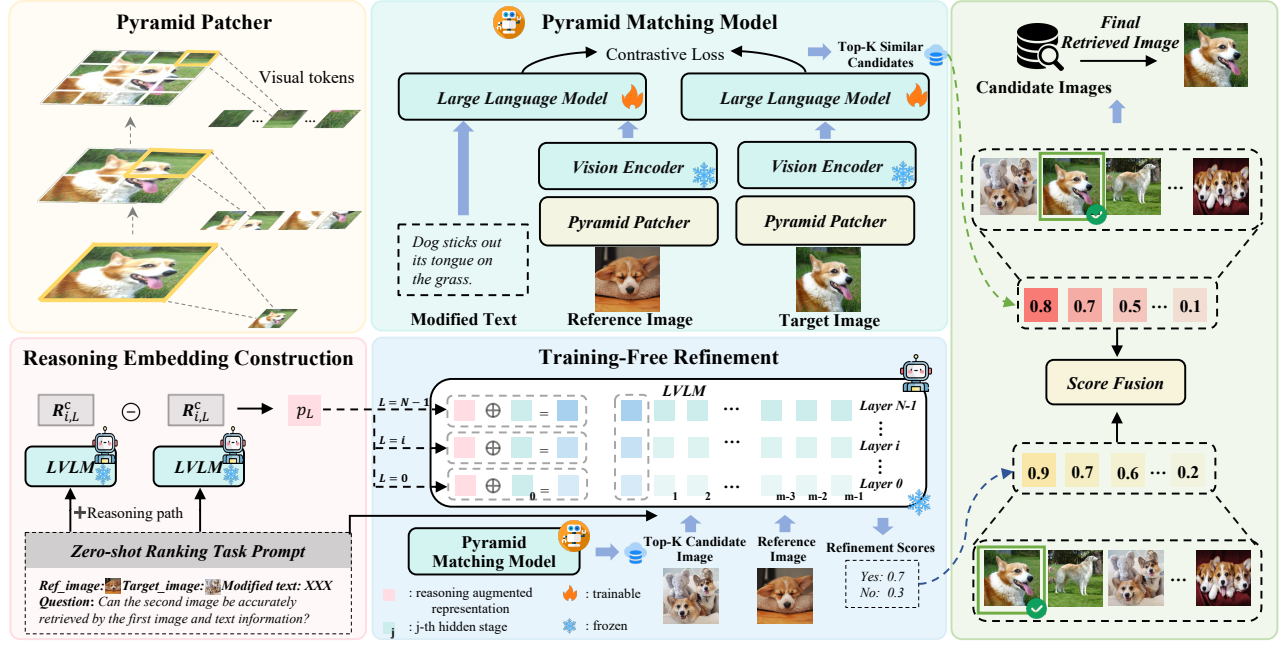 Pyramid Patcher
Visual tokens
... ...
Pyramid Matching Model
Contrastive Loss
Top-K Similar
Candidates
Large Language Model
Large Language Model
Vision Encoder
Vision Encoder
Pyramid Patcher
Pyramid Patcher
Dog sticks out
its tongue on
the grass.
Modified Text
Reference Image
Target Image
Final
Retrieved Image
Candidate Images
...
0.8 0.7 0.5 ... 0.1
Score Fusion
0.9 0.7 0.6 ... 0.2
...
Reasoning Embedding Construction
R^c_{i,L} ⊖ R^c_{i,L} p_L
LVLM
LVLM
+Reasoning path
Zero-shot Ranking Task Prompt
Ref_image: Target_image: Modified text: XXX
Question: Can the second image be accurately
retrieved by the first image and text information?
Training-Free Refinement
LVLM
L = N − 1
⊕ = ... Layer N-1
⋮
L = i
⊕ = ... Layer i
⋮
L = 0
⊕ = ... Layer 0
0 1 2 m-3 m-2 m-1
Pyramid
Matching Model
Top-K Candidate
Image
Reference
Image
Refinement Scores
Yes: 0.7
No: 0.3
: reasoning augmented
representation
: trainable
j : j-th hidden stage
: frozen